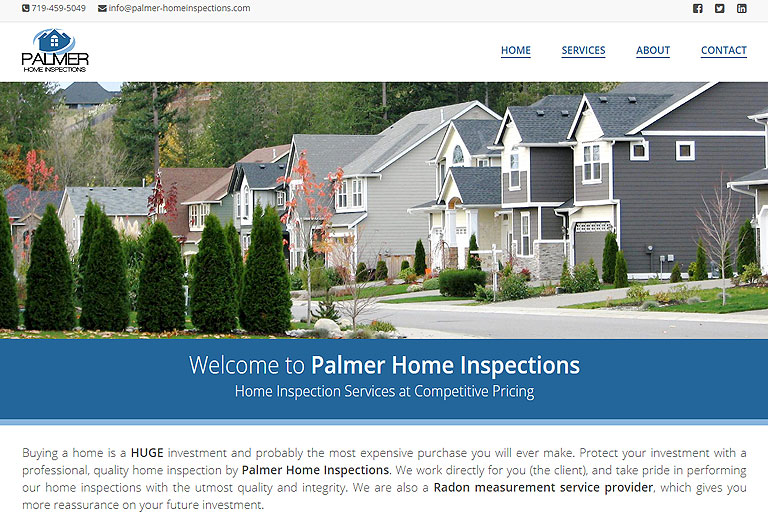 719-459-5049 info@palmer-homeinspections.com
PALMER
HOME INSPECTIONS
HOME SERVICES ABOUT CONTACT
Welcome to Palmer Home Inspections
Home Inspection Services at Competitive Pricing
Buying a home is a HUGE investment and probably the most expensive purchase you will ever make. Protect your investment with a
professional, quality home inspection by Palmer Home Inspections. We work directly for you (the client), and take pride in performing
our home inspections with the utmost quality and integrity. We are also a Radon measurement service provider, which gives you
more reassurance on your future investment.